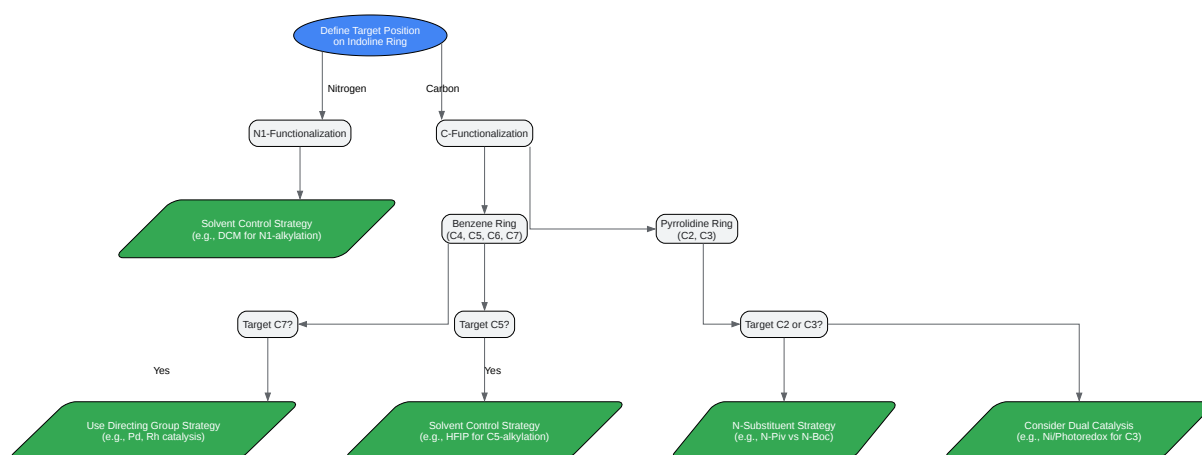 Define Target Position
on Indoline Ring
Nitrogen
Carbon
N1-Functionalization
C-Functionalization
Solvent Control Strategy
(e.g., DCM for N1-alkylation)
Benzene Ring
(C4, C5, C6, C7)
Pyrrolidine Ring
(C2, C3)
Target C7?
Target C5?
Target C2 or C3?
Yes
Yes
Use Directing Group Strategy
(e.g., Pd, Rh catalysis)
Solvent Control Strategy
(e.g., HFIP for C5-alkylation)
N-Substituent Strategy
(e.g., N-Piv vs N-Boc)
Consider Dual Catalysis
(e.g., Ni/Photoredox for C3)